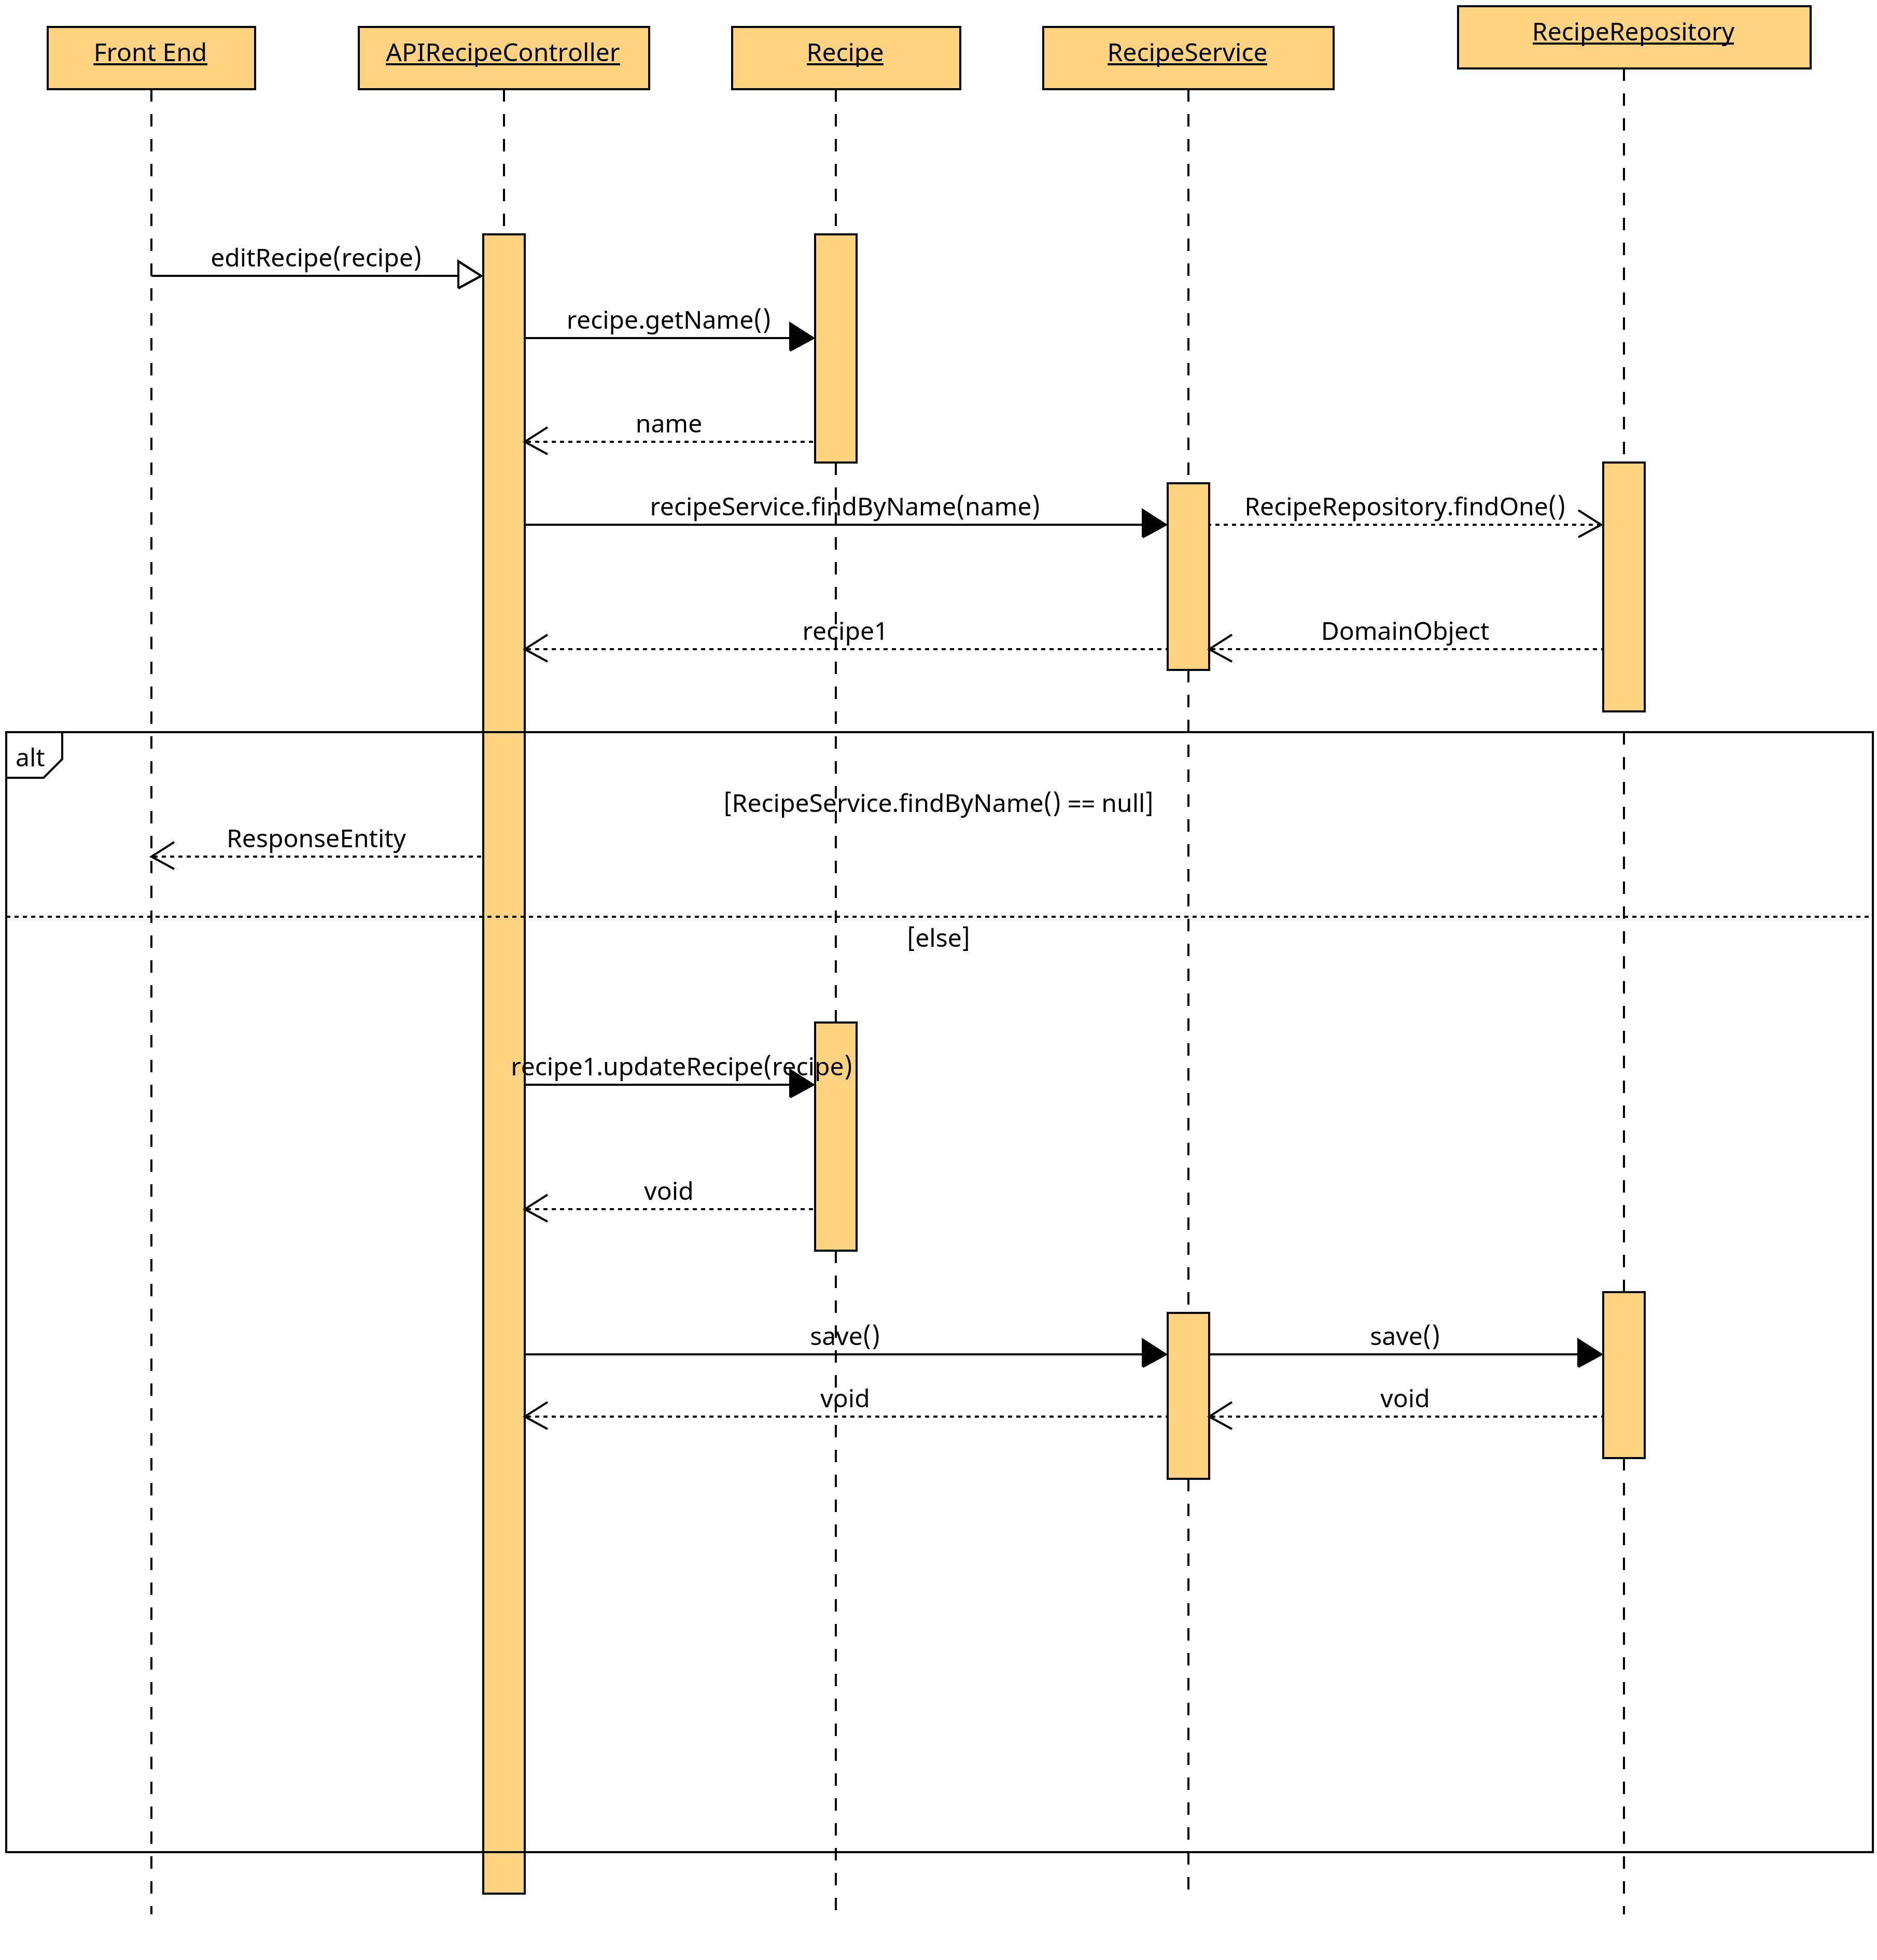 Front End
APIRecipeController
Recipe
RecipeService
RecipeRepository
editRecipe(recipe)
recipe.getName()
name
recipeService.findByName(name)
RecipeRepository.findOne()
recipe1
DomainObject
alt
[RecipeService.findByName() == null]
ResponseEntity
[else]
recipe1.updateRecipe(recipe)
void
save()
save()
void
void